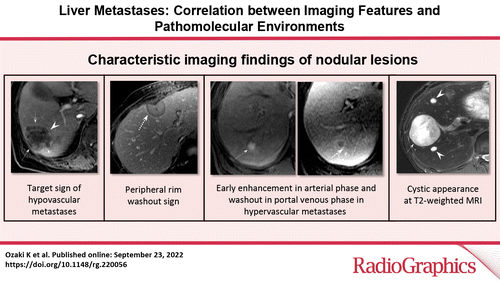 Liver Metastases: Correlation between Imaging Features and
Pathomolecular Environments
Characteristic imaging findings of nodular lesions
Target sign of
hypovascular
metastases
Peripheral rim
washout sign
Early enhancement in arterial phase and
washout in portal venous phase in
hypervascular metastases
Cystic appearance
at T2-weighted MRI
Ozaki K et al. Published online: September 23, 2022
https://doi.org/10.1148/rg.220056
RadioGraphics